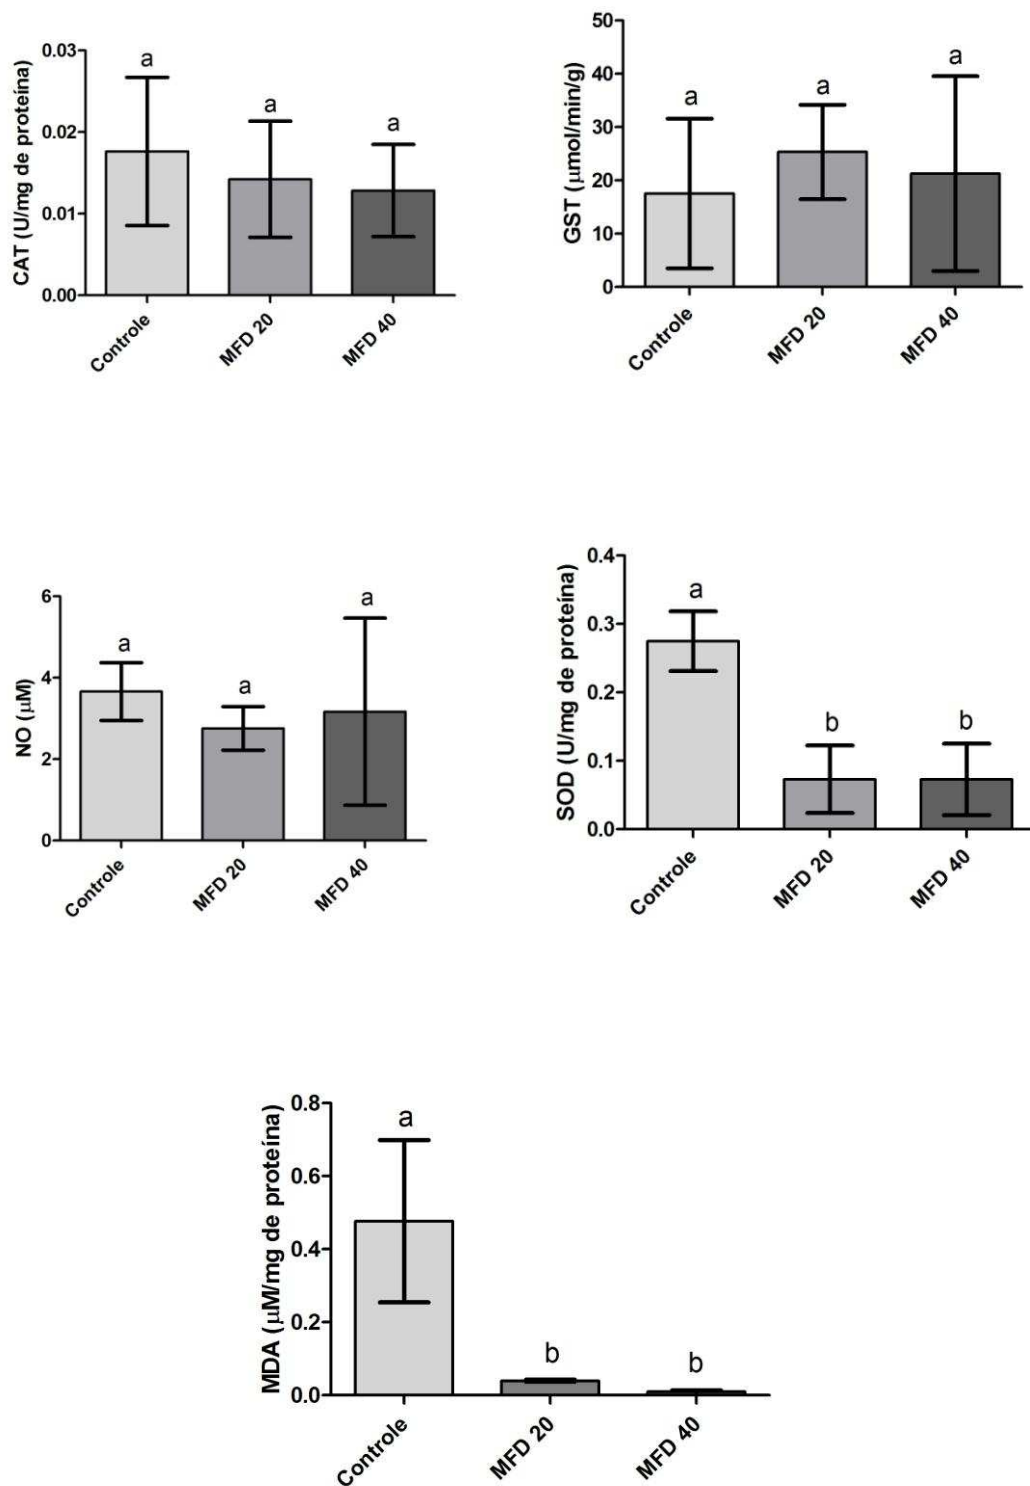 CAT (U/mg de proteína)
0.03
0.02
0.01
0.00
a
a
a
Controle
MFD 20
MFD 40
GST (μmol/min/g)
50
40
30
20
10
0
a
a
a
Controle
MFD 20
MFD 40
NO (μM)
6
4
2
0
a
a
a
Controle
MFD 20
MFD 40
SOD (U/mg de proteína)
0.4
0.3
0.2
0.1
0.0
a
b
b
Controle
MFD 20
MFD 40
MDA (μM/mg de proteína)
0.8
0.6
0.4
0.2
0.0
a
b
b
Controle
MFD 20
MFD 40